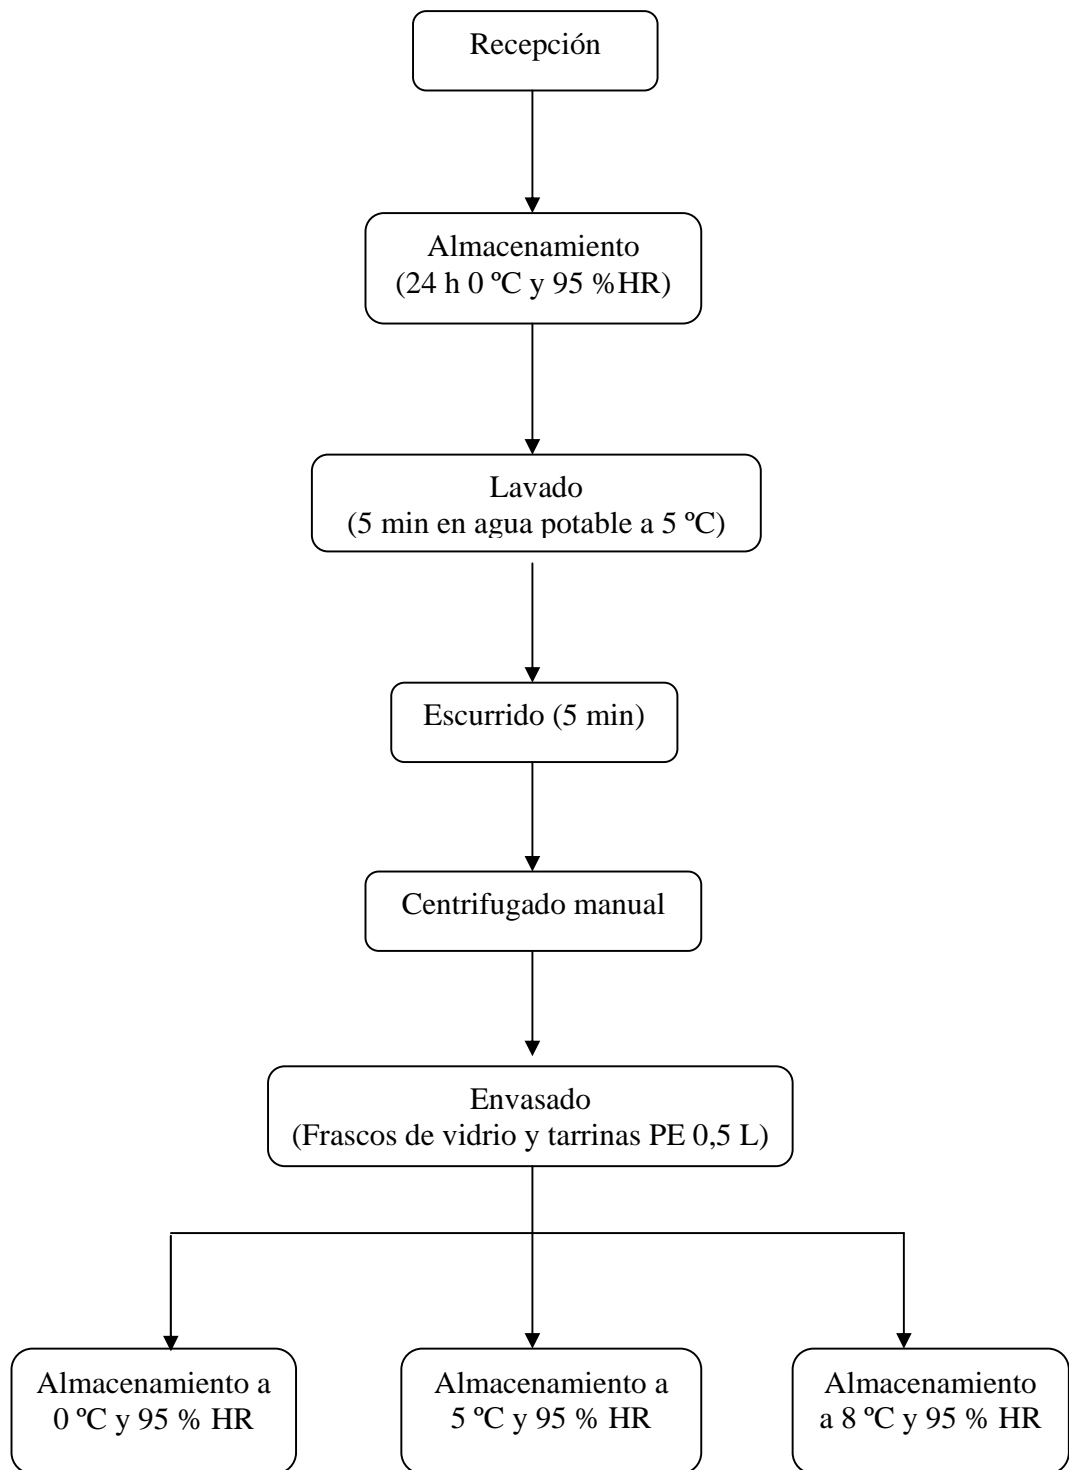 Recepción
Almacenamiento
(24 h 0 ºC y 95 %HR)
Lavado
(5 min en agua potable a 5 ºC)
Escurrido (5 min)
Centrifugado manual
Envasado
(Frascos de vidrio y tarrinas PE 0,5 L)
Almacenamiento a
0 ºC y 95 % HR
Almacenamiento a
5 ºC y 95 % HR
Almacenamiento
a 8 ºC y 95 % HR